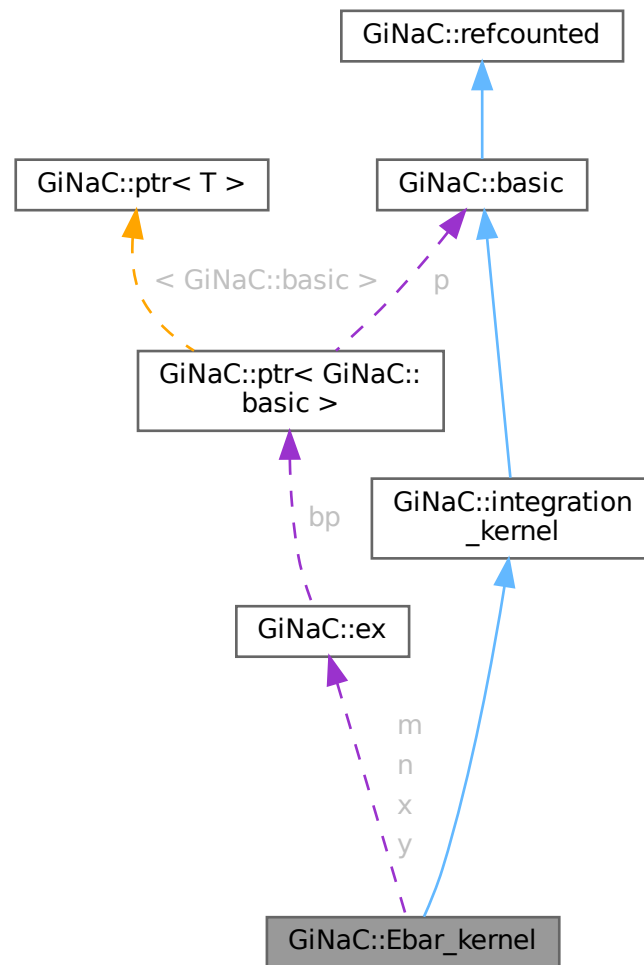 GiNaC::refcounted
GiNaC::ptr< T >
GiNaC::basic
< GiNaC::basic >
p
GiNaC::ptr< GiNaC::
basic >
GiNaC::integration
_kernel
bp
GiNaC::ex
m
n
x
y
GiNaC::Ebar_kernel